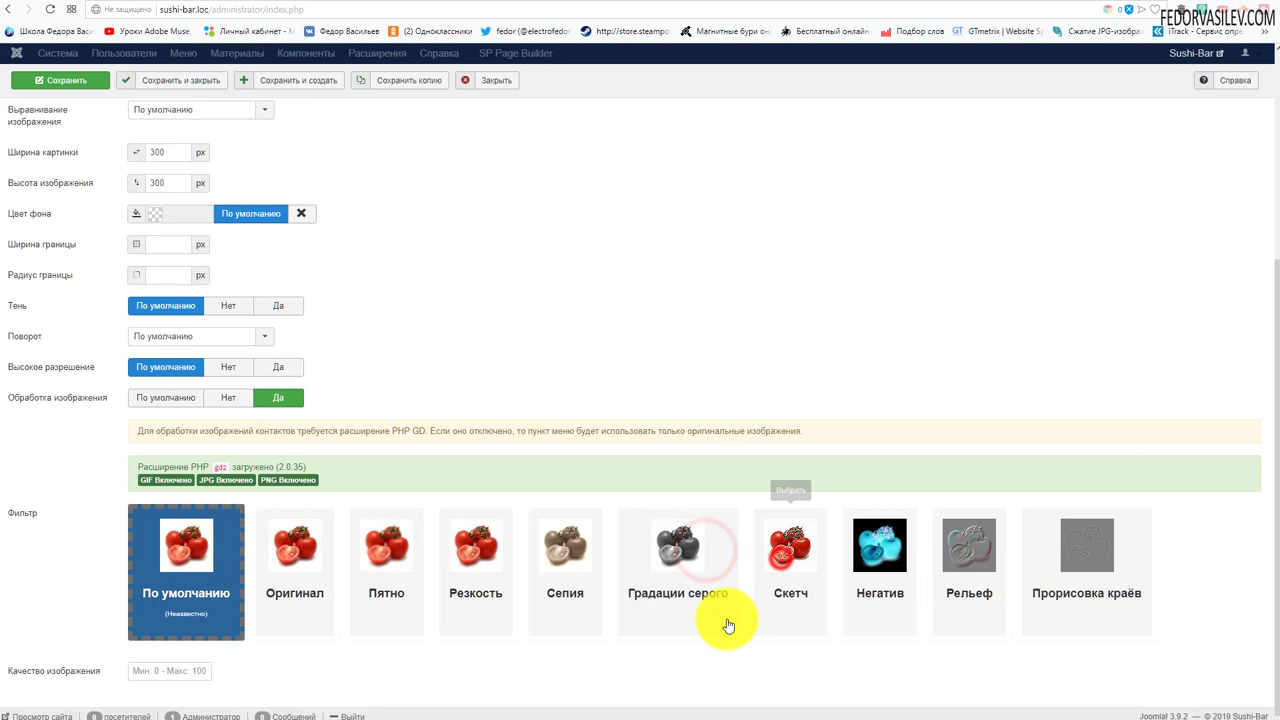 Не защищено sushi-bar.loc/administrator/index.php
FEDORVASILEV.COM
Школа Федора Васи Уроки Adobe Muse, Личный кабинет - M Федор Васильев (2) Одноклассники fedor (@electrofedo http://store.steampo Магнитные бури он Бесплатный онлайн Подбор слов GTmetrix | Website S Сжатие JPG-изобра iTrack - Сервис опре
Система Пользователи Меню Материалы Компоненты Расширения Справка SP Page Builder Sushi-Bar
Сохранить Сохранить и закрыть Сохранить и создать Сохранить копию Закрыть Справка
Выравнивание изображения По умолчанию
Ширина картинки 300 px
Высота изображения 300 px
Цвет фона По умолчанию
Ширина границы px
Радиус границы px
Тень По умолчанию Нет Да
Поворот По умолчанию
Высокое разрешение По умолчанию Нет Да
Обработка изображения По умолчанию Нет Да
Для обработки изображений контактов требуется расширение PHP GD. Если оно отключено, то пункт меню будет использовать только оригинальные изображения.
Расширение PHP gd2 загружено (2.0.35)
GIF Включено JPG Включено PNG Включено
Выбрать
Фильтр
По умолчанию Оригинал Пятно Резкость Сепия Градации серого Скетч Негатив Рельеф Прорисовка краёв
(Неизвестно)
Качество изображения Мин: 0 - Макс: 100
Просмотр сайта 0 посетителей 1 Администратор 0 Сообщений Выйти Joomla! 3.9.2 — © 2019 Sushi-Bar